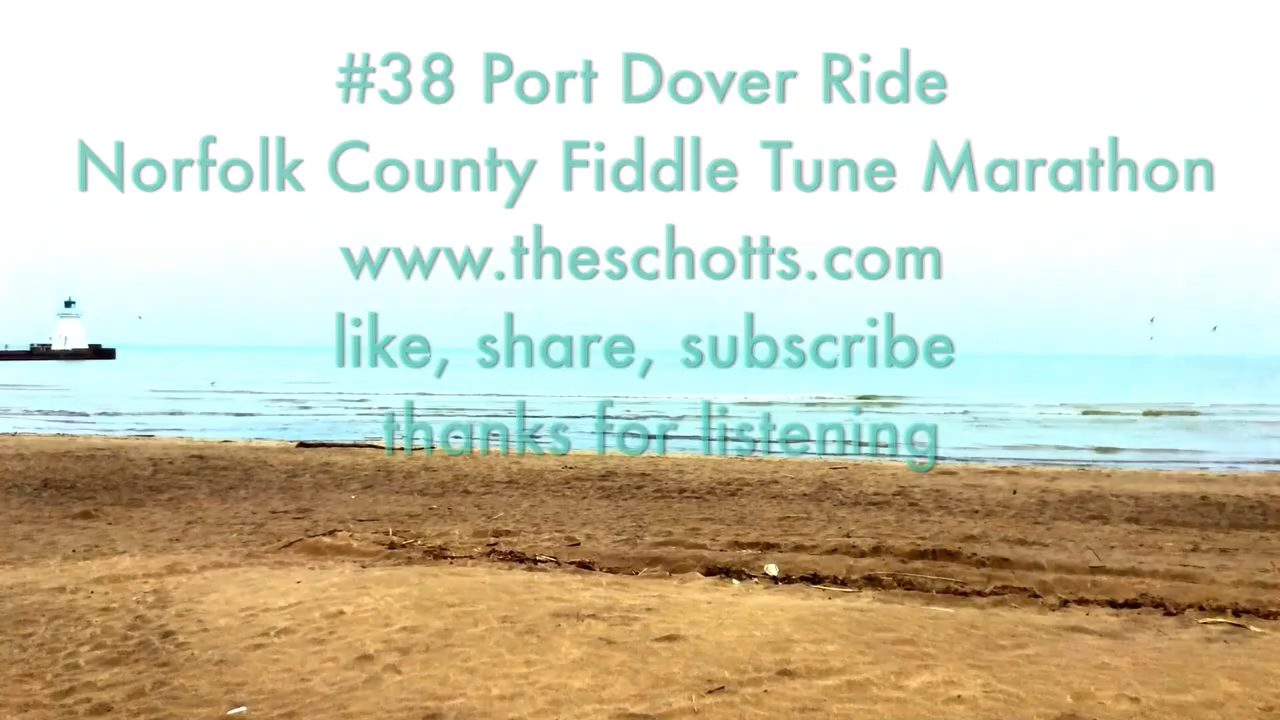 #38 Port Dover Ride
Norfolk County Fiddle Tune Marathon
www.theschotts.com
like, share, subscribe
thanks for listening